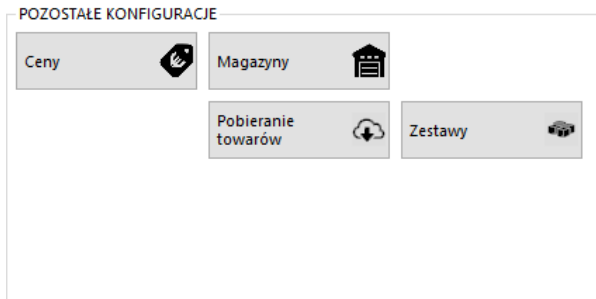 POZOSTAŁE KONFIGURACJE
Ceny
Magazyny
Pobieranie
towarów
Zestawy